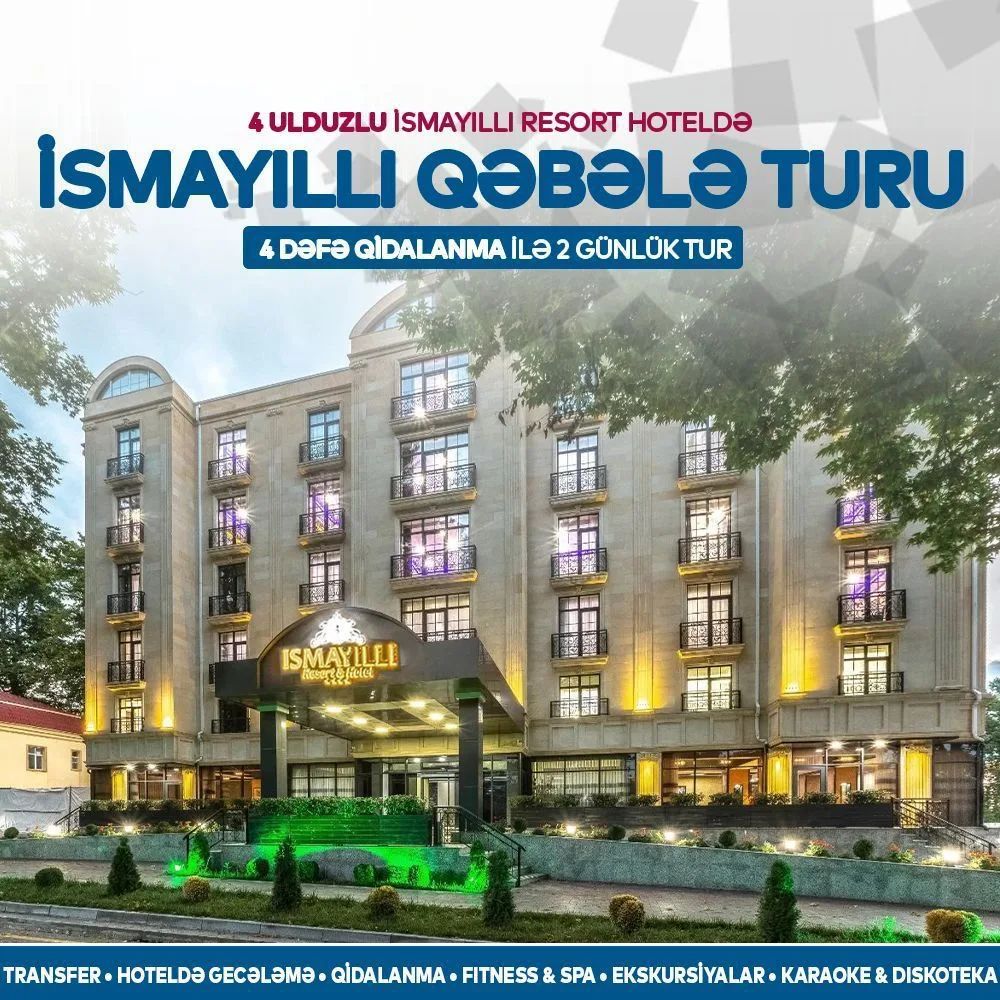 4 ULDUZLU İSMAYILLI RESORT HOTELDƏ
İSMAYILLI QƏBƏLƏ TURU
4 DƏFƏ QİDALANMA İLƏ 2 GÜNLÜK TUR
ISMAYILLI
Resort & Hotel
TRANSFER • HOTELDƏ GECƏLƏMƏ • QİDALANMA • FITNESS & SPA • EKSKURSİYALAR • KARAOKE & DISKOTEKA